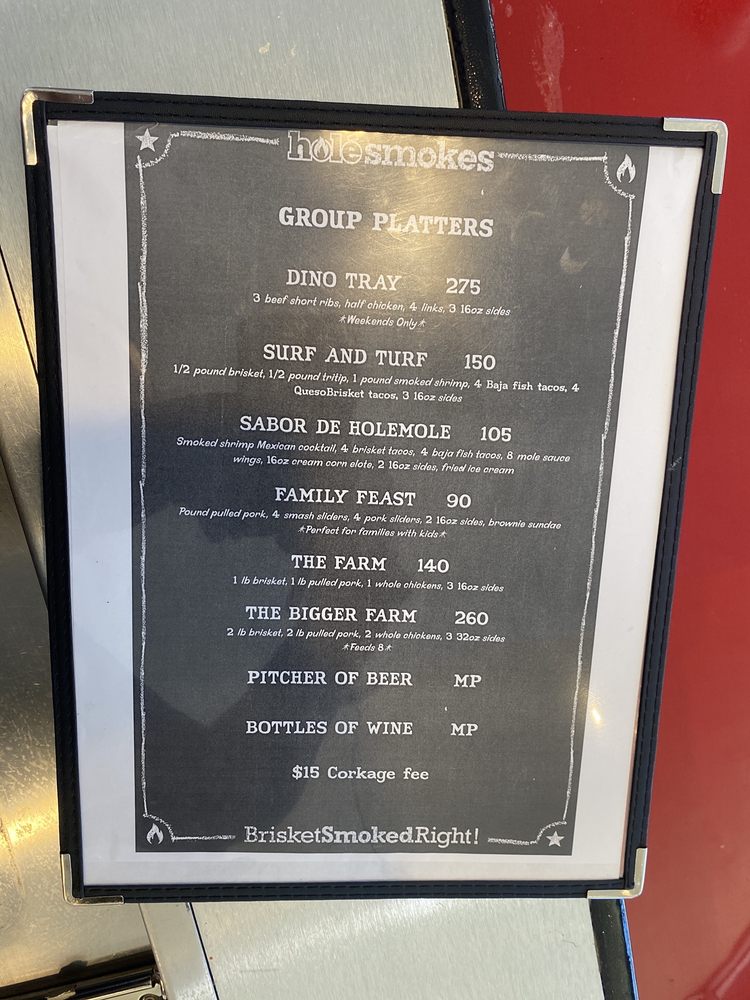 holesmokes
GROUP PLATTERS
DINO TRAY 275
3 beef short ribs, half chicken, 4 links, 3 16oz sides
*Weekends Only*
SURF AND TURF 150
1/2 pound brisket, 1/2 pound tritip, 1 pound smoked shrimp, 4 Baja fish tacos, 4
QuesoBrisket tacos, 3 16oz sides
SABOR DE HOLEMOLE 105
Smoked shrimp Mexican cocktail, 4 brisket tacos, 4 baja fish tacos, 8 mole sauce
wings, 16oz cream corn elote, 2 16oz sides, fried ice cream
FAMILY FEAST 90
Pound pulled pork, 4 smash sliders, 4 pork sliders, 2 16oz sides, brownie sundae
*Perfect for families with kids*
THE FARM 140
1 lb brisket, 1 lb pulled pork, 1 whole chickens, 3 16oz sides
THE BIGGER FARM 260
2 lb brisket, 2 lb pulled pork, 2 whole chickens, 3 32oz sides
*Feeds 8*
PITCHER OF BEER MP
BOTTLES OF WINE MP
$15 Corkage fee
BrisketSmokedRight!